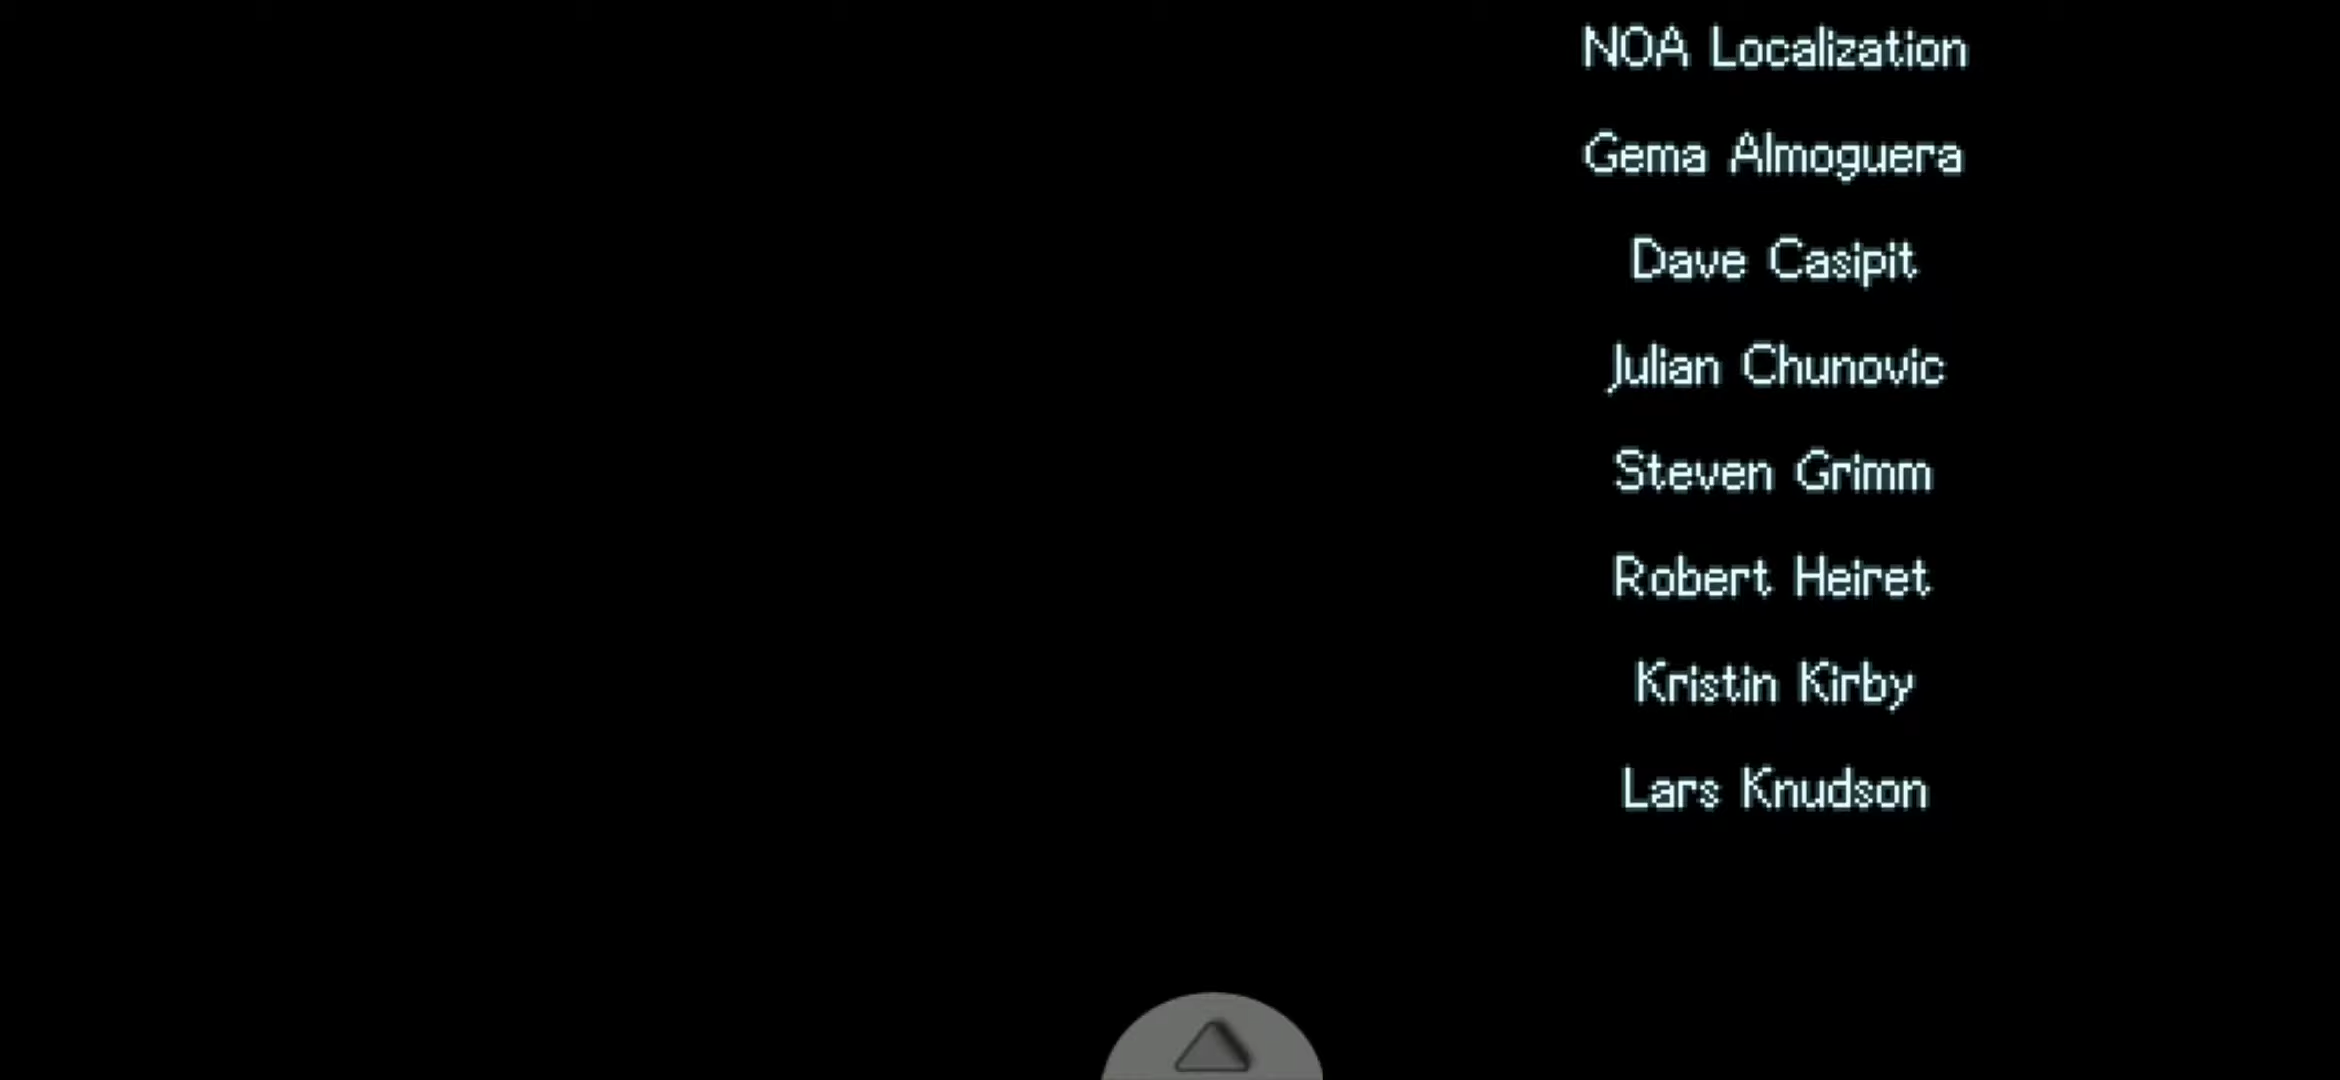 NOA Localization
Gema Almoguera
Dave Casipit
Julian Chunovic
Steven Grimm
Robert Heiret
Kristin Kirby
Lars Knudson